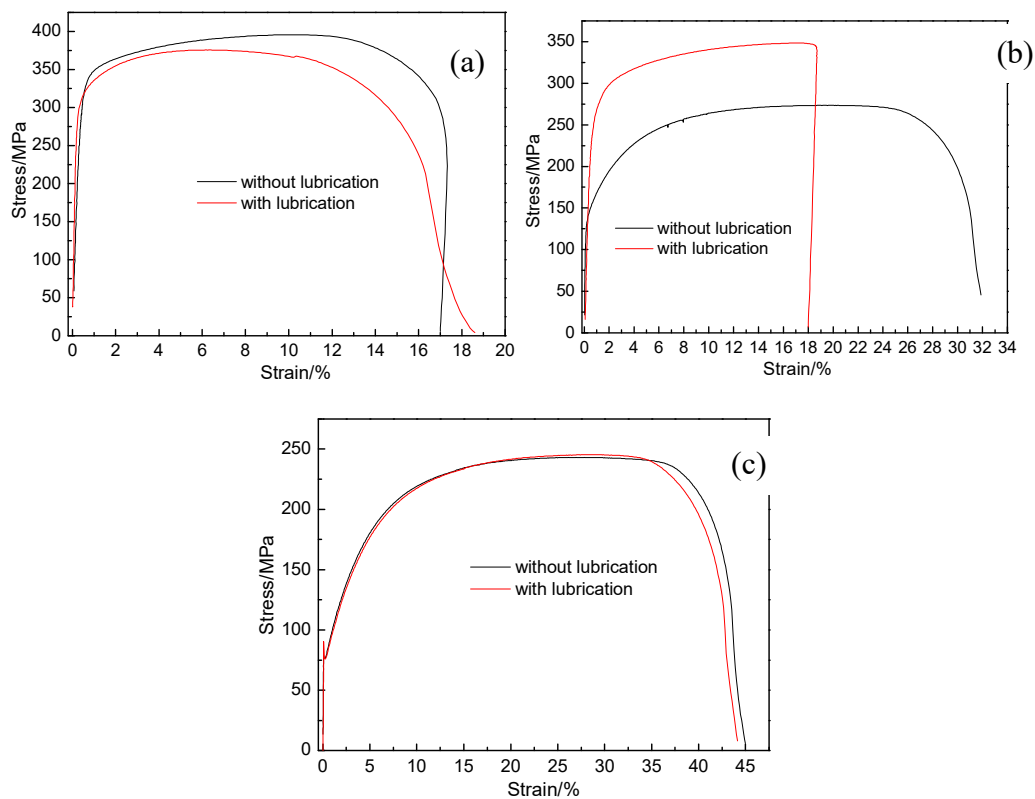 (a)
Stress/MPa
400
350
300
250
200
150
100
50
0
without lubrication
with lubrication
0 2 4 6 8 10 12 14 16 18 20
Strain/%
(b)
Stress/MPa
350
300
250
200
150
100
50
0
without lubrication
with lubrication
0 2 4 6 8 10 12 14 16 18 20 22 24 26 28 30 32 34
Strain/%
(c)
Stress/MPa
250
200
150
100
50
0
without lubrication
with lubrication
0 5 10 15 20 25 30 35 40 45
Strain/%